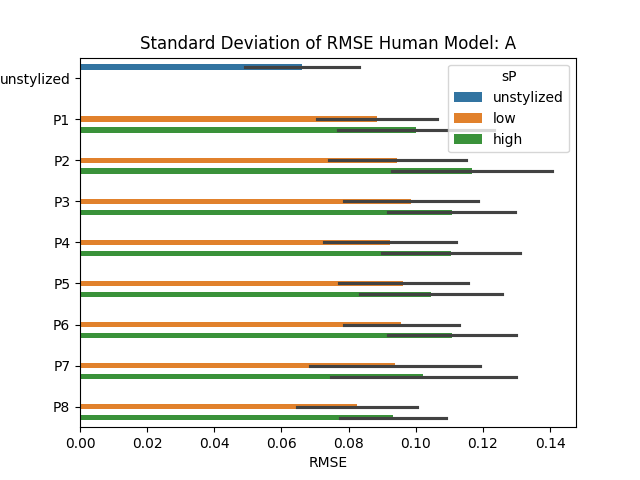 Standard Deviation of RMSE Human Model: A
sP
unstylized
low
high
unstylized
P1
P2
P3
P4
P5
P6
P7
P8
0.00 0.02 0.04 0.06 0.08 0.10 0.12 0.14
RMSE